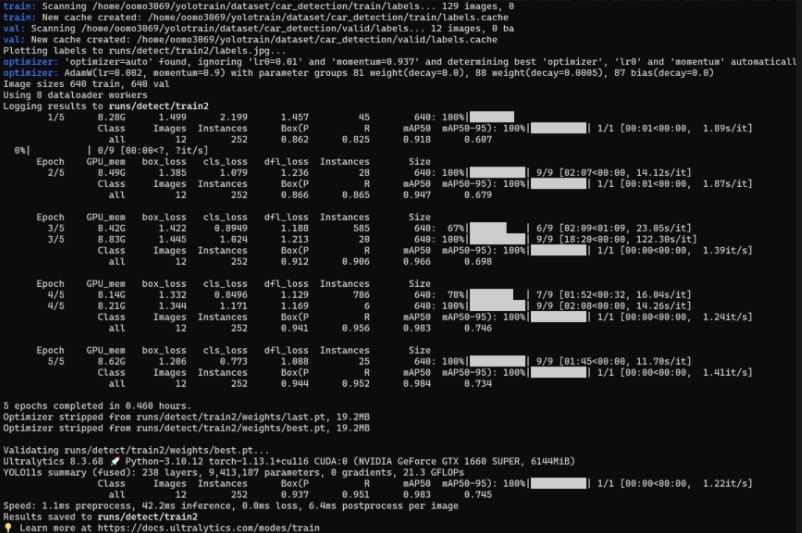 train: Scanning /home/oomo3069/yolotrain/dataset/car_detection/train/labels... 129 images, 0
train: New cache created: /home/oomo3069/yolotrain/dataset/car_detection/train/labels.cache
val: Scanning /home/oomo3069/yolotrain/dataset/car_detection/valid/labels... 12 images, 0 ba
val: New cache created: /home/oomo3069/yolotrain/dataset/car_detection/valid/labels.cache
Plotting labels to runs/detect/train2/labels.jpg...
optimizer: 'optimizer=auto' found, ignoring 'lr0=0.01' and 'momentum=0.937' and determining best 'optimizer', 'lr0' and 'momentum' automaticall
optimizer: AdamW(lr=0.002, momentum=0.9) with parameter groups 81 weight(decay=0.0), 88 weight(decay=0.0005), 87 bias(decay=0.0)
Image sizes 640 train, 640 val
Using 8 dataloader workers
Logging results to runs/detect/train2
1/5 8.28G 1.499 2.199 1.457 45 640: 100%|
Class Images Instances Box(P R mAP50 mAP50-95): 100%| | 1/1 [00:01<00:00, 1.89s/it]
all 12 252 0.862 0.825 0.918 0.607
0%| | 0/9 [00:00<?, ?it/s]
Epoch GPU_mem box_loss cls_loss dfl_loss Instances Size
2/5 8.49G 1.385 1.079 1.236 28 640: 100%| | 9/9 [02:07<00:00, 14.12s/it]
Class Images Instances Box(P R mAP50 mAP50-95): 100%| | 1/1 [00:01<00:00, 1.87s/it]
all 12 252 0.866 0.865 0.947 0.679
Epoch GPU_mem box_loss cls_loss dfl_loss Instances Size
3/5 8.42G 1.422 0.8949 1.188 585 640: 67%| | 6/9 [02:09<01:09, 23.05s/it]
3/5 8.83G 1.445 1.024 1.213 20 640: 100%| | 9/9 [18:20<00:00, 122.30s/it]
Class Images Instances Box(P R mAP50 mAP50-95): 100%| | 1/1 [00:00<00:00, 1.39it/s]
all 12 252 0.912 0.906 0.966 0.698
Epoch GPU_mem box_loss cls_loss dfl_loss Instances Size
4/5 8.14G 1.332 0.8496 1.129 786 640: 78%| | 7/9 [01:52<00:32, 16.04s/it]
4/5 8.21G 1.344 1.171 1.169 6 640: 100%| | 9/9 [02:08<00:00, 14.26s/it]
Class Images Instances Box(P R mAP50 mAP50-95): 100%| | 1/1 [00:00<00:00, 1.24it/s]
all 12 252 0.941 0.956 0.983 0.746
Epoch GPU_mem box_loss cls_loss dfl_loss Instances Size
5/5 8.62G 1.206 0.773 1.088 25 640: 100%| | 9/9 [01:45<00:00, 11.70s/it]
Class Images Instances Box(P R mAP50 mAP50-95): 100%| | 1/1 [00:00<00:00, 1.41it/s]
all 12 252 0.944 0.952 0.984 0.734
5 epochs completed in 0.460 hours.
Optimizer stripped from runs/detect/train2/weights/last.pt, 19.2MB
Optimizer stripped from runs/detect/train2/weights/best.pt, 19.2MB
Validating runs/detect/train2/weights/best.pt...
Ultralytics 8.3.68 🚀 Python-3.10.12 torch-1.13.1+cu116 CUDA:0 (NVIDIA GeForce GTX 1660 SUPER, 6144MiB)
YOLO11s summary (fused): 238 layers, 9,413,187 parameters, 0 gradients, 21.3 GFLOPs
Class Images Instances Box(P R mAP50 mAP50-95): 100%| | 1/1 [00:00<00:00, 1.22it/s]
all 12 252 0.937 0.951 0.983 0.745
Speed: 1.1ms preprocess, 42.2ms inference, 0.0ms loss, 6.4ms postprocess per image
Results saved to runs/detect/train2
💡 Learn more at https://docs.ultralytics.com/modes/train